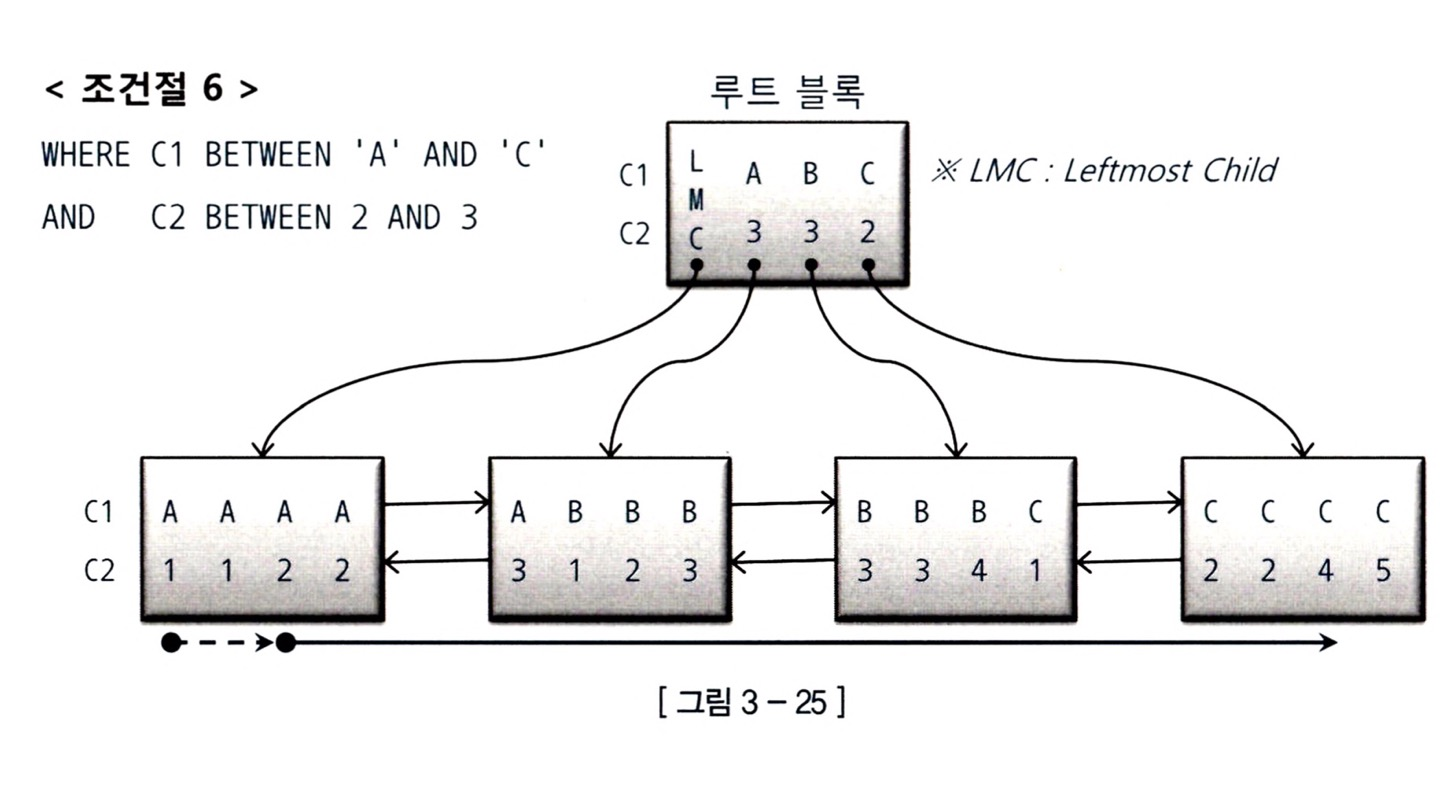 < 조건절 6 >
WHERE C1 BETWEEN 'A' AND 'C'
AND C2 BETWEEN 2 AND 3
루트 블록
※ LMC : Leftmost Child
C1 LMC A B C
C2 3 3 2
C1 A A A A A B B B B B B C C C C C
C2 1 1 2 2 3 1 2 3 3 3 4 1 2 2 4 5
[ 그림 3 - 25 ]